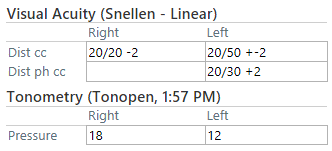 Visual Acuity (Snellen - Linear)
Right Left
Dist cc 20/20 -2 20/50 +-2
Dist ph cc 20/30 +2
Tonometry (Tonopen, 1:57 PM)
Right Left
Pressure 18 12